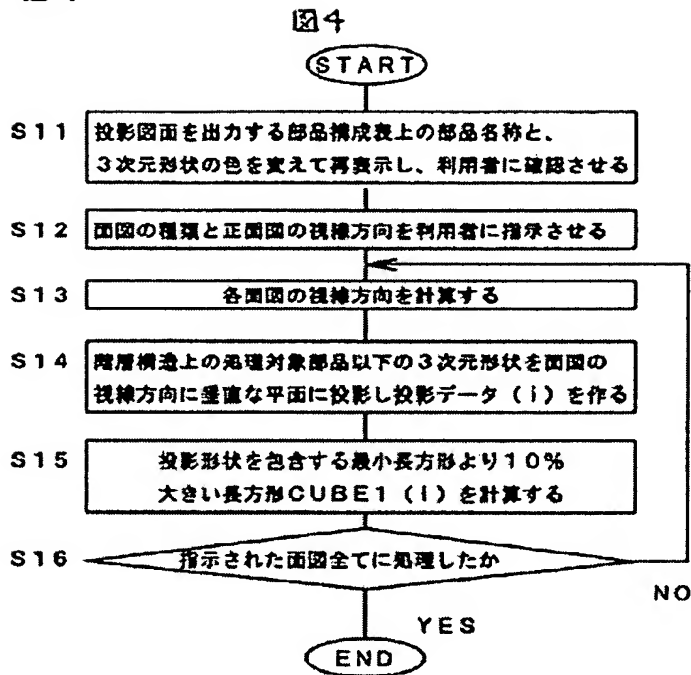 図4
START
S11 投影図面を出力する部品構成表上の部品名称と、
3次元形状の色を変えて再表示し、利用者に確認させる
S12 面図の種類と正面図の視線方向を利用者に指示させる
S13 各面図の視線方向を計算する
S14 階層構造上の処理対象部品以下の3次元形状を面図の
視線方向に垂直な平面に投影し投影データ(i)を作る
S15 投影形状を包含する最小長方形より10%
大きい長方形CUBE1(i)を計算する
S16 指示された面図全てに処理したか
NO
YES
END